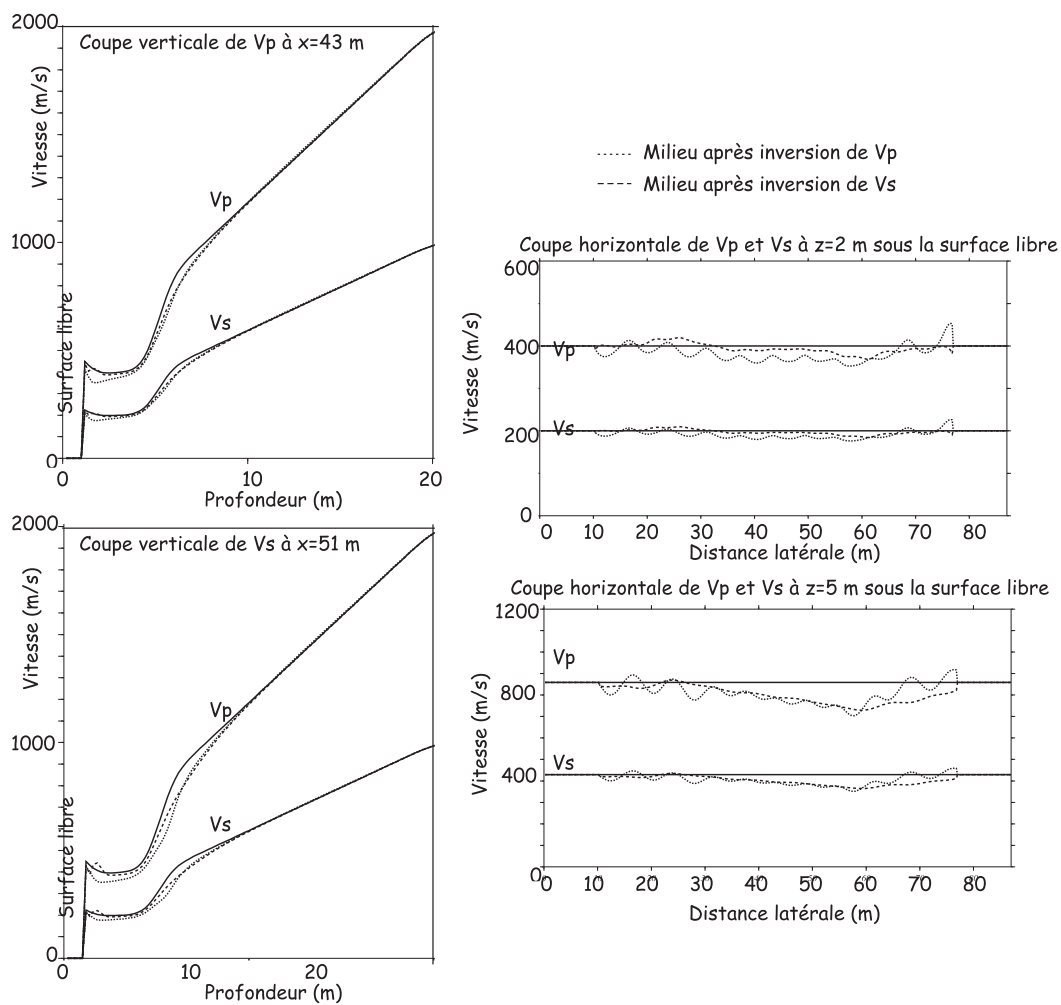 2000
Coupe verticale de Vp à x=43 m
Vitesse (m/s)
Vp
1000
Vs
Surface libre
0
0 10 20
Profondeur (m)
Milieu après inversion de Vp
Milieu après inversion de Vs
Coupe horizontale de Vp et Vs à z=2 m sous la surface libre
600
Vitesse (m/s)
400
Vp
200
Vs
0
0 10 20 30 40 50 60 70 80
Distance latérale (m)
2000
Coupe verticale de Vs à x=51 m
Vitesse (m/s)
Vp
1000
Vs
Surface libre
0
0 10 20
Profondeur (m)
Coupe horizontale de Vp et Vs à z=5 m sous la surface libre
1200
Vp
Vitesse (m/s)
800
Vs
400
0
0 10 20 30 40 50 60 70 80
Distance latérale (m)